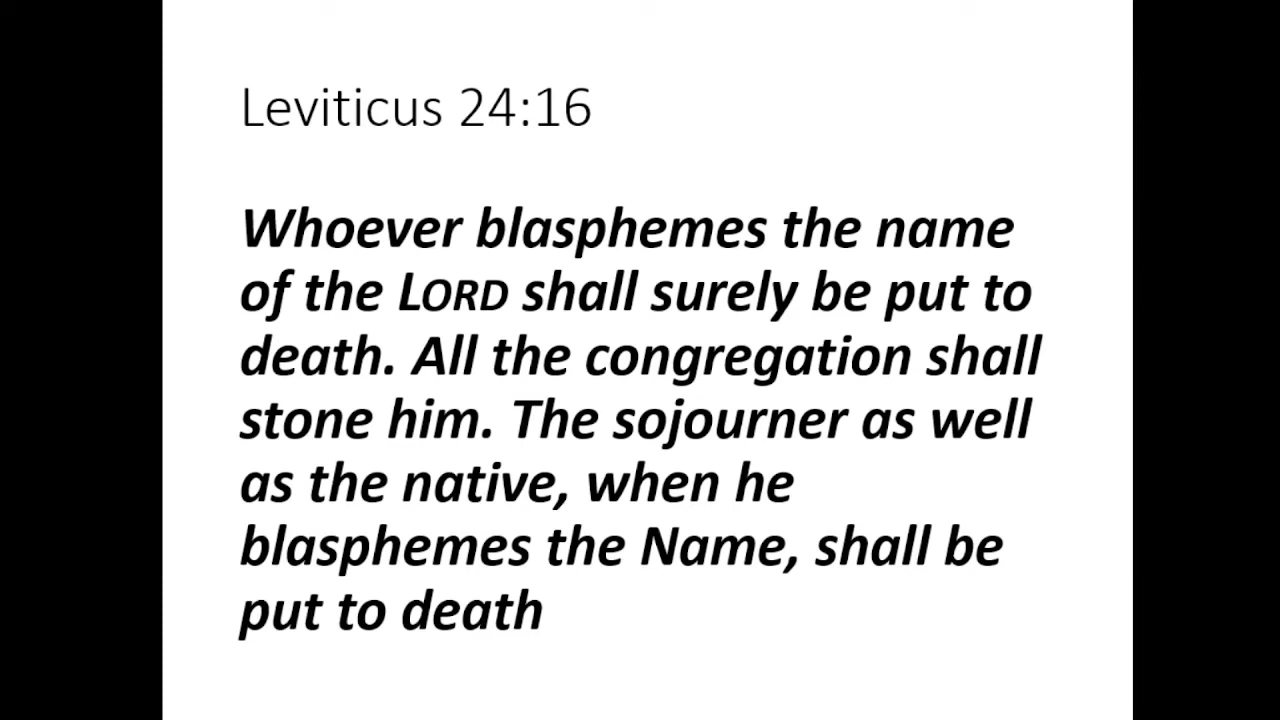 Leviticus 24:16
Whoever blasphemes the name
of the LORD shall surely be put to
death. All the congregation shall
stone him. The sojourner as well
as the native, when he
blasphemes the Name, shall be
put to death